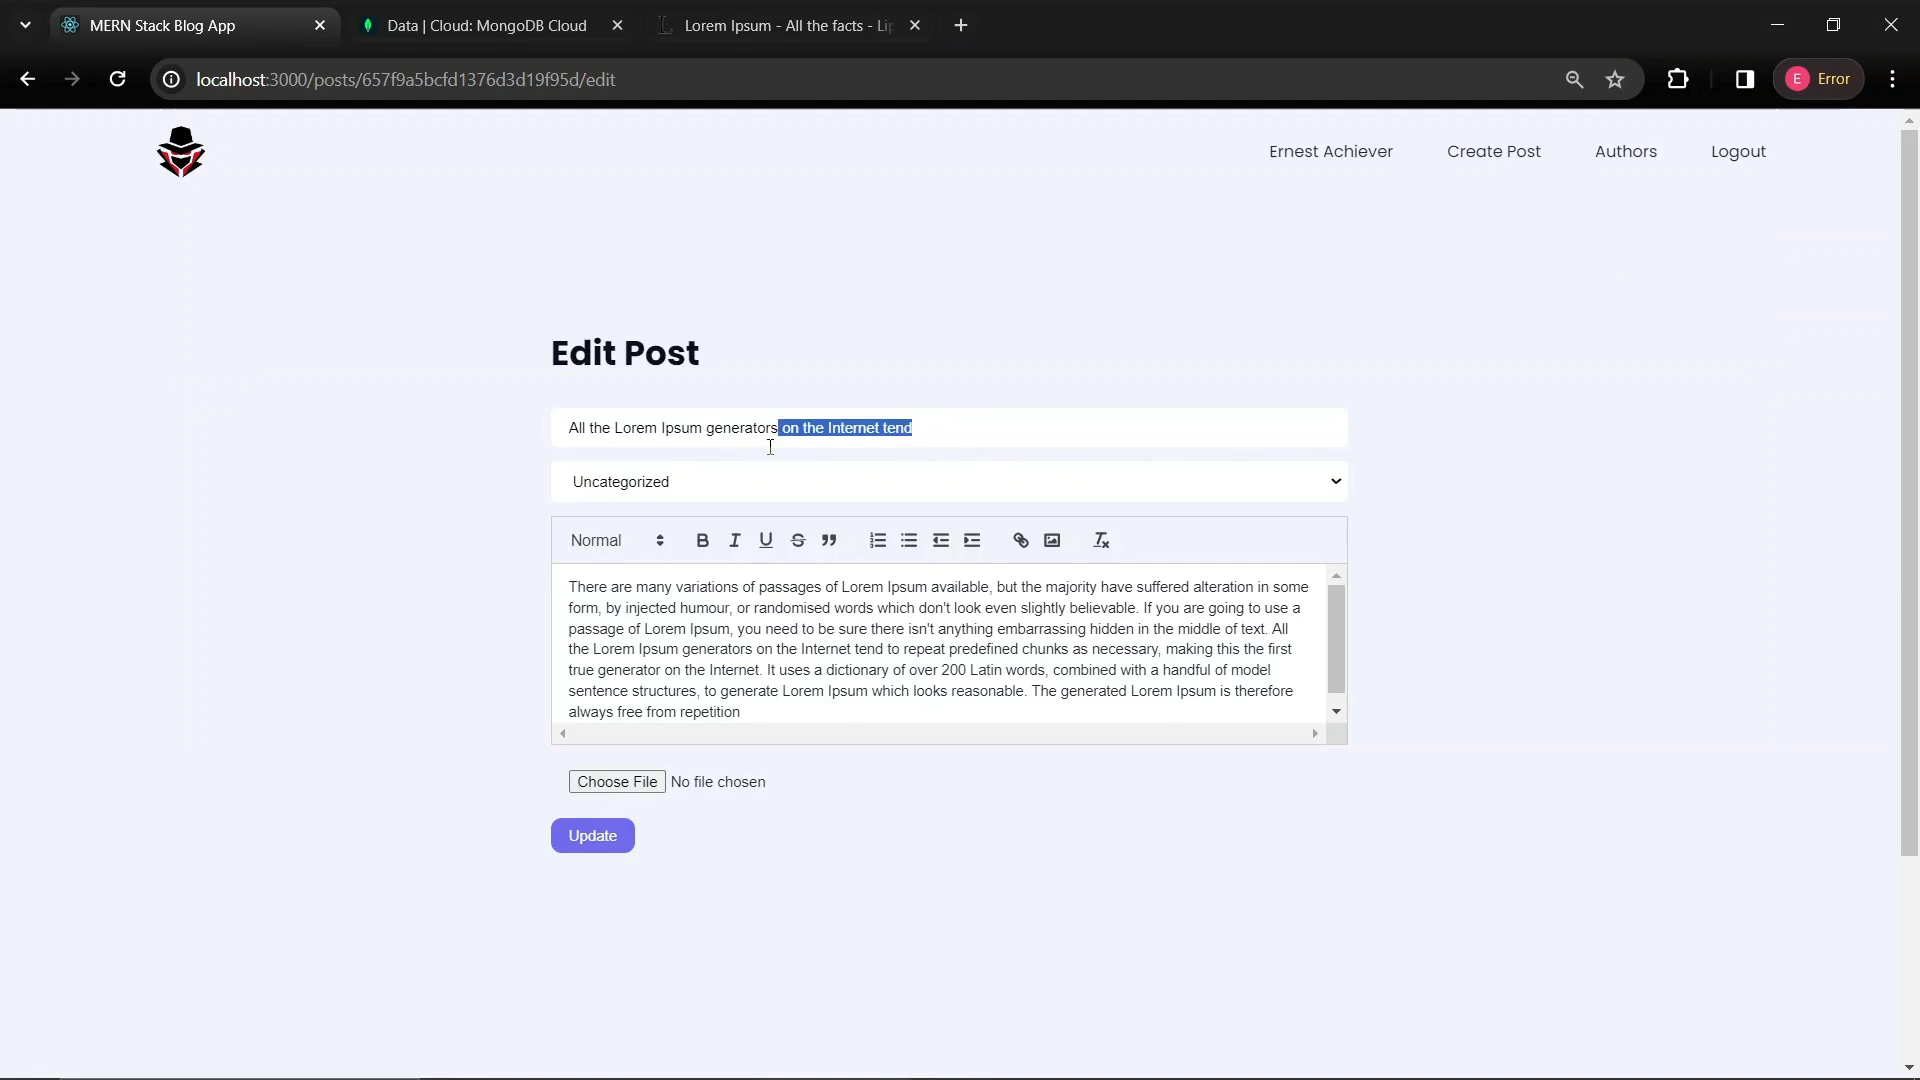 MERN Stack Blog App
Data | Cloud: MongoDB Cloud
Lorem Ipsum - All the facts - Li
localhost:3000/posts/657f9a5bcfd1376d3d19f95d/edit
E Error
Ernest Achiever
Create Post
Authors
Logout
Edit Post
All the Lorem Ipsum generators on the Internet tend
Uncategorized
Normal
There are many variations of passages of Lorem Ipsum available, but the majority have suffered alteration in some
form, by injected humour, or randomised words which don't look even slightly believable. If you are going to use a
passage of Lorem Ipsum, you need to be sure there isn't anything embarrassing hidden in the middle of text. All
the Lorem Ipsum generators on the Internet tend to repeat predefined chunks as necessary, making this the first
true generator on the Internet. It uses a dictionary of over 200 Latin words, combined with a handful of model
sentence structures, to generate Lorem Ipsum which looks reasonable. The generated Lorem Ipsum is therefore
always free from repetition
Choose File No file chosen
Update